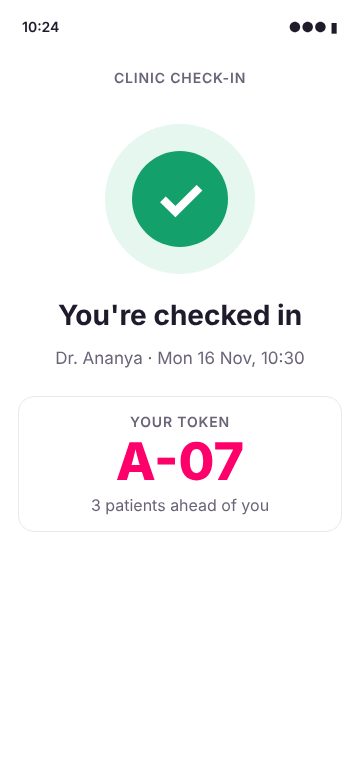 10:24
CLINIC CHECK-IN
You're checked in
Dr. Ananya · Mon 16 Nov, 10:30
YOUR TOKEN
A-07
3 patients ahead of you